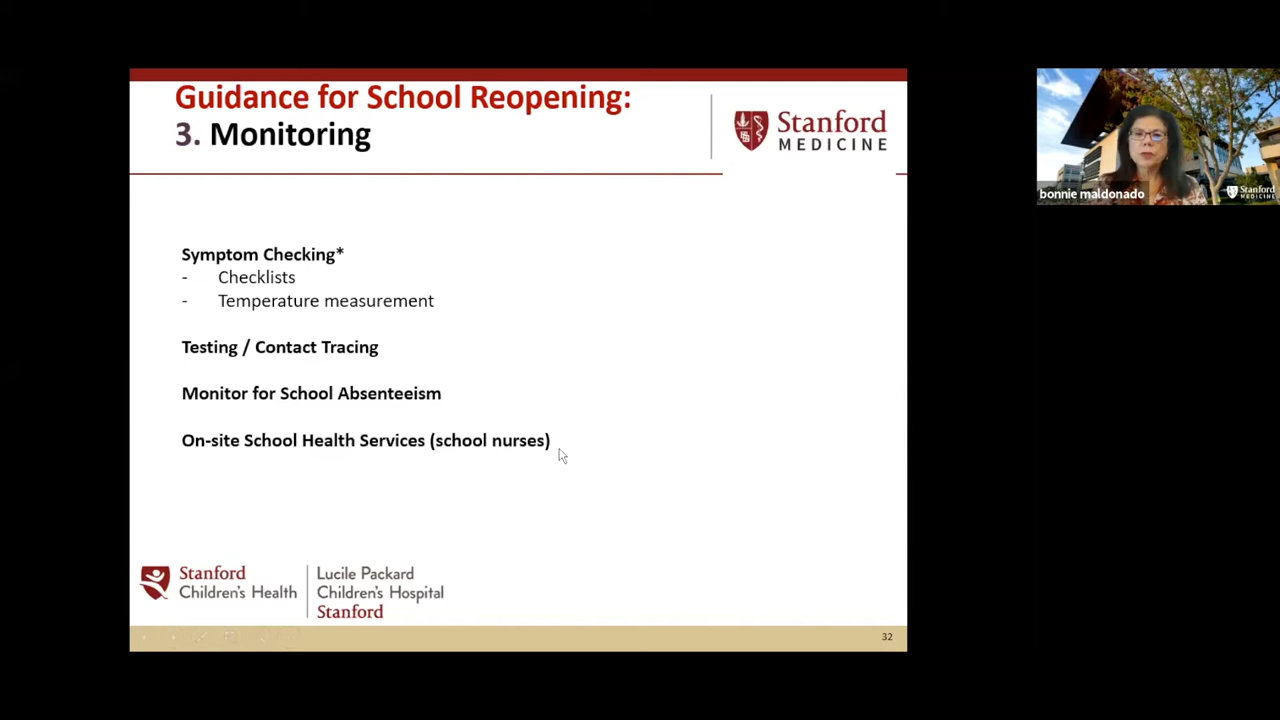 Guidance for School Reopening:
3. Monitoring
Stanford
MEDICINE
Symptom Checking*
- Checklists
- Temperature measurement
Testing / Contact Tracing
Monitor for School Absenteeism
On-site School Health Services (school nurses)
Stanford
Children's Health
Lucile Packard
Children's Hospital
Stanford
32
bonnie maldonado
Stanford
MEDICINE